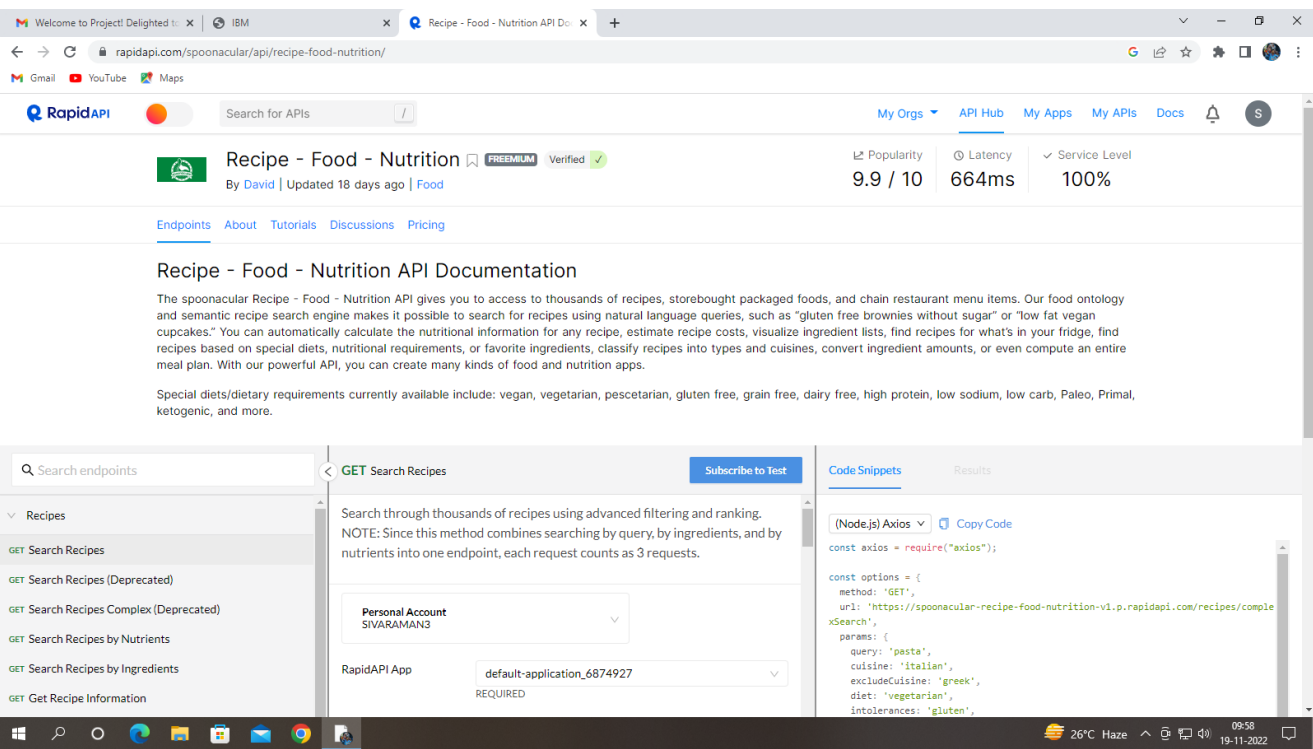 Welcome to Project! Delighted to
IBM
Recipe - Food - Nutrition API Do
rapidapi.com/spoonacular/api/recipe-food-nutrition/
G
Gmail
YouTube
Maps
Rapid API
Search for APIs
/
My Orgs
API Hub
My Apps
My APIs
Docs
S
Recipe - Food - Nutrition
FREEMIUM
Verified ✓
By David | Updated 18 days ago | Food
Popularity
9.9 / 10
Latency
664ms
Service Level
100%
Endpoints
About
Tutorials
Discussions
Pricing
Recipe - Food - Nutrition API Documentation
The spoonacular Recipe - Food - Nutrition API gives you to access to thousands of recipes, storebought packaged foods, and chain restaurant menu items. Our food ontology
and semantic recipe search engine makes it possible to search for recipes using natural language queries, such as “gluten free brownies without sugar” or “low fat vegan
cupcakes.” You can automatically calculate the nutritional information for any recipe, estimate recipe costs, visualize ingredient lists, find recipes for what’s in your fridge, find
recipes based on special diets, nutritional requirements, or favorite ingredients, classify recipes into types and cuisines, convert ingredient amounts, or even compute an entire
meal plan. With our powerful API, you can create many kinds of food and nutrition apps.
Special diets/dietary requirements currently available include: vegan, vegetarian, pescetarian, gluten free, grain free, dairy free, high protein, low sodium, low carb, Paleo, Primal,
ketogenic, and more.
Search endpoints
Recipes
GET Search Recipes
GET Search Recipes (Deprecated)
GET Search Recipes Complex (Deprecated)
GET Search Recipes by Nutrients
GET Search Recipes by Ingredients
GET Get Recipe Information
GET Search Recipes
Subscribe to Test
Search through thousands of recipes using advanced filtering and ranking.
NOTE: Since this method combines searching by query, by ingredients, and by
nutrients into one endpoint, each request counts as 3 requests.
Personal Account
SIVARAMAN3
RapidAPI App
default-application_6874927
REQUIRED
Code Snippets
Results
(Node.js) Axios
Copy Code
const axios = require("axios");
const options = {
method: 'GET',
url: 'https://spoonacular-recipe-food-nutrition-v1.p.rapidapi.com/recipes/comple
xSearch',
params: {
query: 'pasta',
cuisine: 'italian',
excludeCuisine: 'greek',
diet: 'vegetarian',
intolerances: 'gluten',
26°C Haze
09:58
19-11-2022